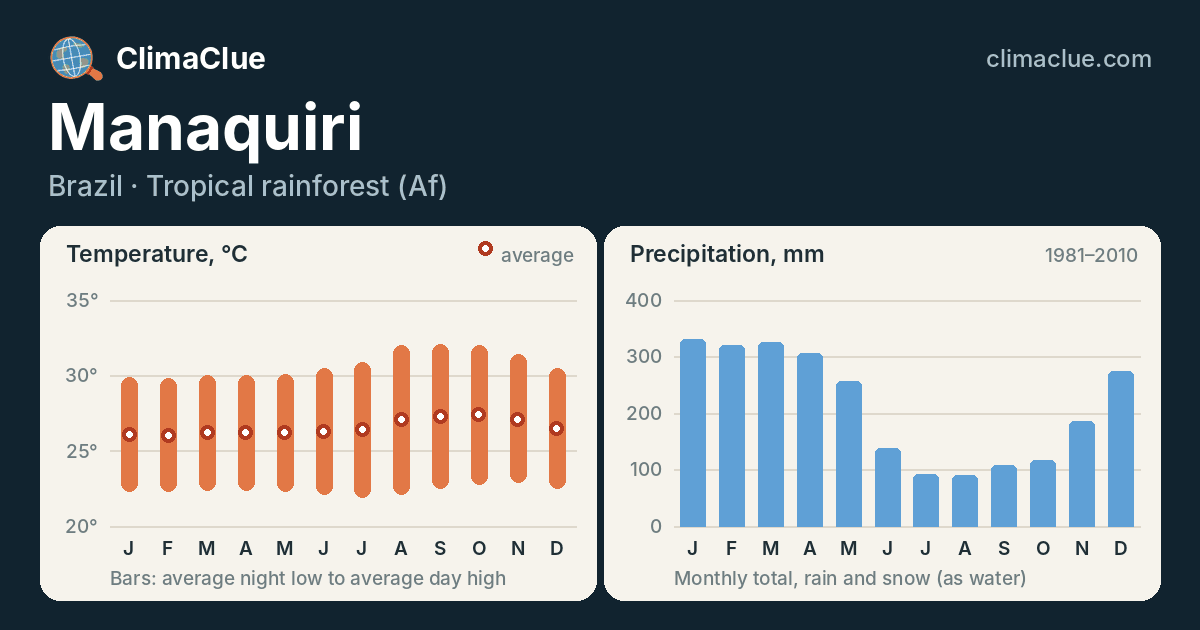 ClimaClue
climaclue.com
Manaquiri
Brazil · Tropical rainforest (Af)
Temperature, °C
average
35°
30°
25°
20°
J F M A M J J A S O N D
Bars: average night low to average day high
Precipitation, mm
1981–2010
400
300
200
100
0
J F M A M J J A S O N D
Monthly total, rain and snow (as water)